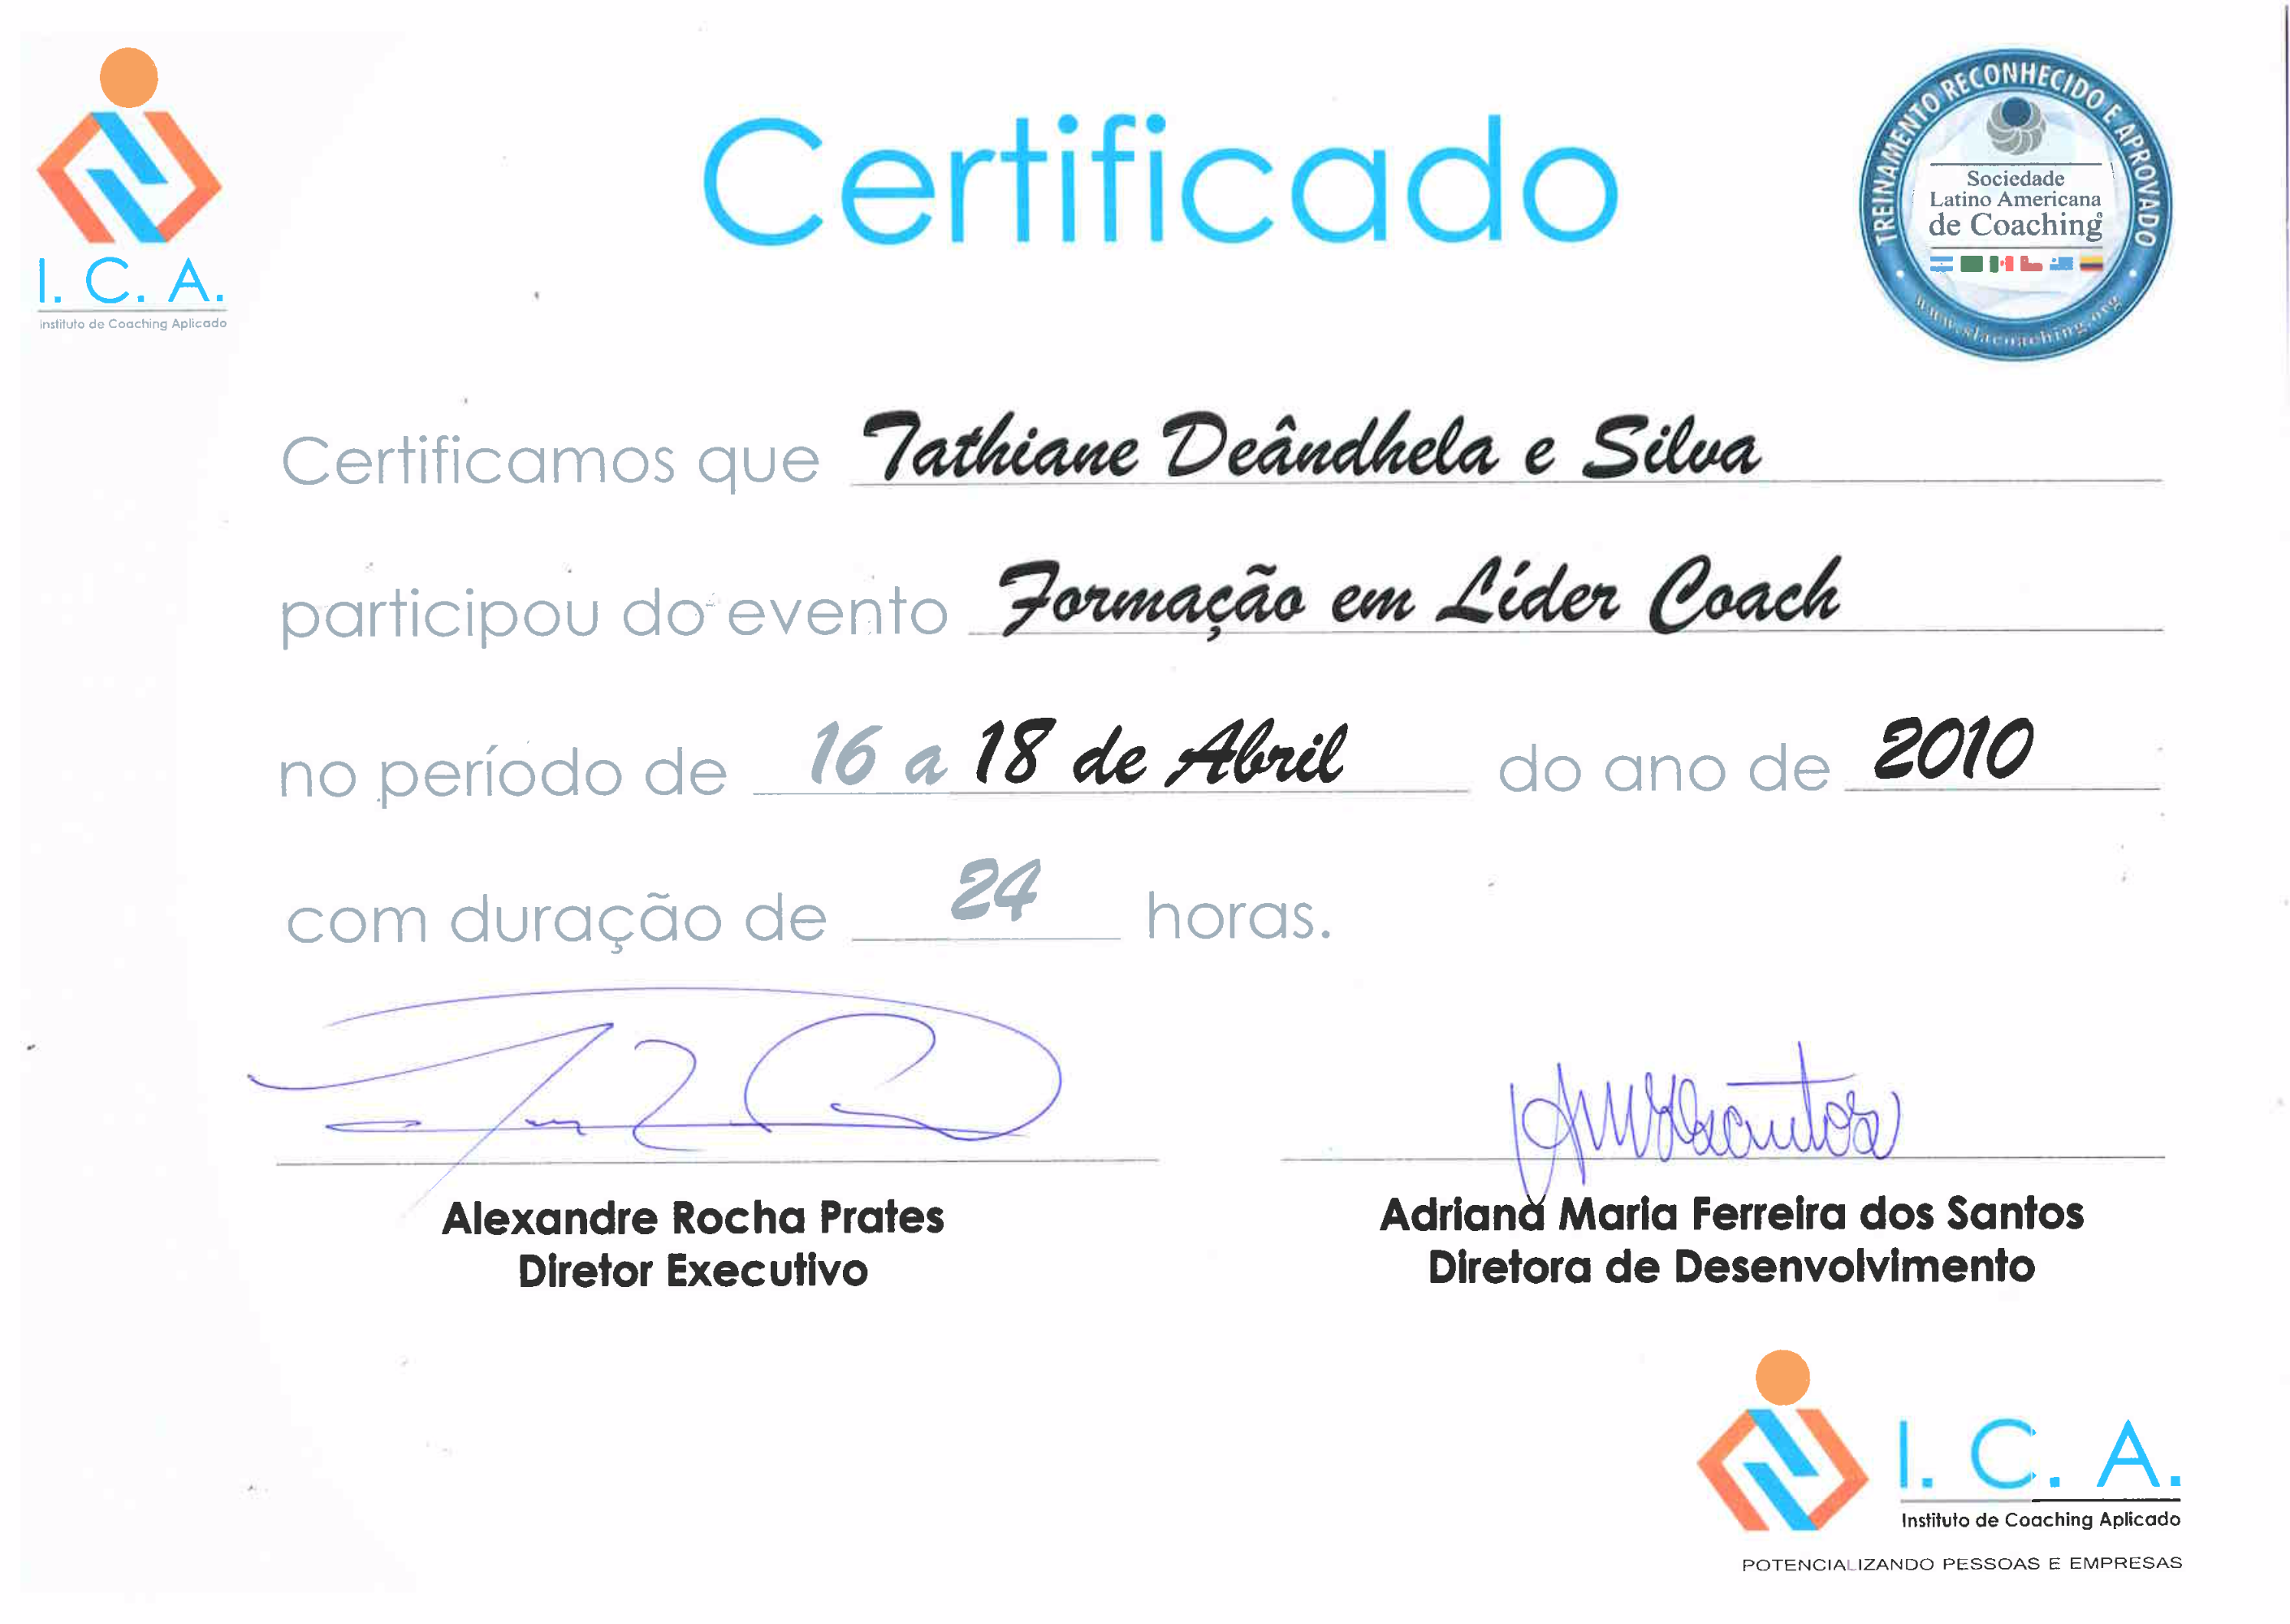 Certificado
I. C. A.
Instituto de Coaching Aplicado
TREINAMENTO RECONHECIDO E APROVADO
Sociedade
Latino Americana
de Coaching
www.slacoaching.org
Certificamos que Tathiane Deândhela e Silva
participou do evento Formação em Líder Coach
no período de 16 a 18 de Abril do ano de 2010
com duração de 24 horas.
Alexandre Rocha Prates
Diretor Executivo
Adriana Maria Ferreira dos Santos
Diretora de Desenvolvimento
I. C. A.
Instituto de Coaching Aplicado
POTENCIALIZANDO PESSOAS E EMPRESAS